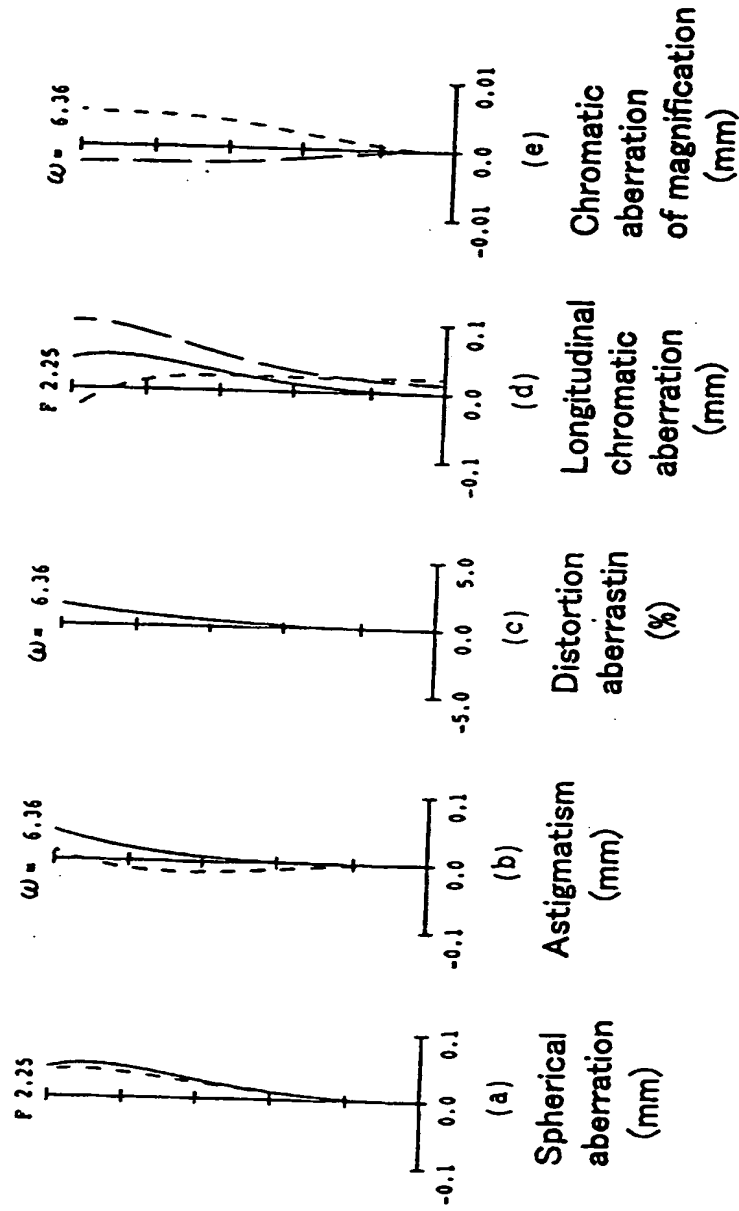 F 2.25
-0.1
0.0
0.1
(a)
Spherical
aberration
(mm)
ω= 6.36
-0.1
0.0
0.1
(b)
Astigmatism
(mm)
ω= 6.36
-5.0
0.0
5.0
(c)
Distortion
aberrastin
(%)
F 2.25
-0.1
0.0
0.1
(d)
Longitudinal
chromatic
aberration
(mm)
ω= 6.36
-0.01
0.0
0.01
(e)
Chromatic
aberration
of magnification
(mm)